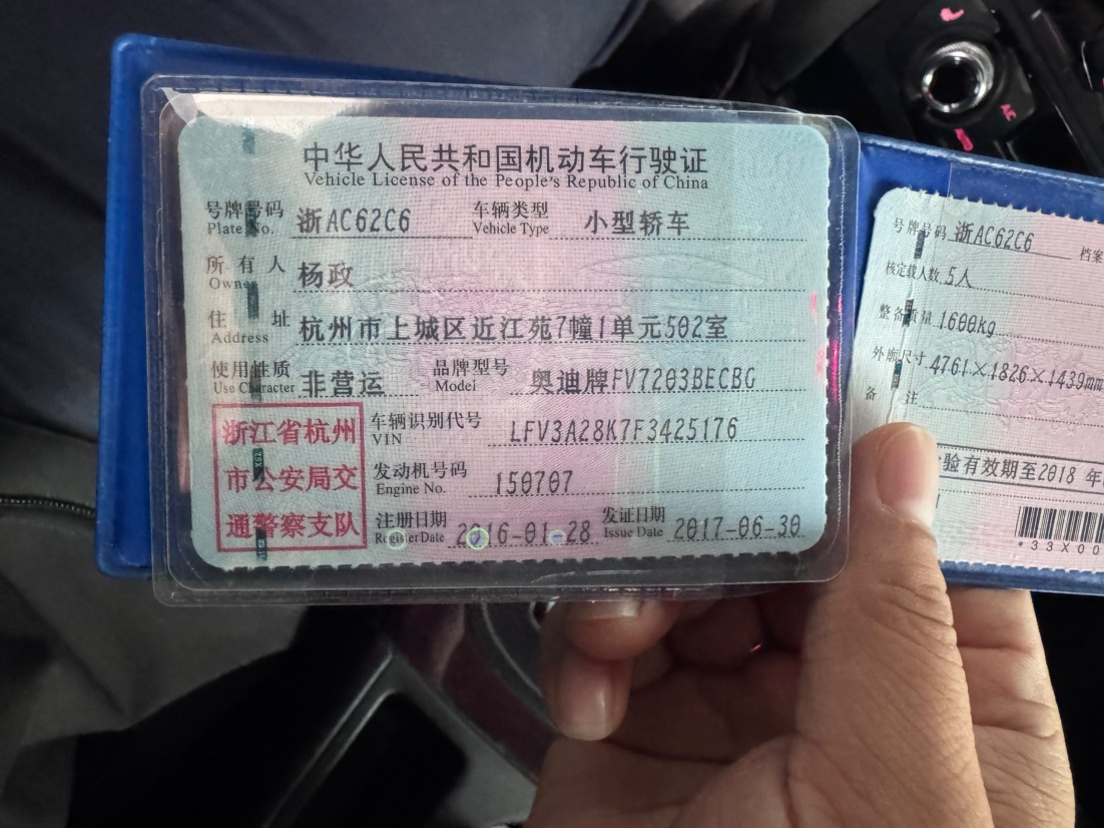 中华人民共和国机动车行驶证
Vehicle License of the People's Republic of China
号牌号码 浙AC62C6 车辆类型 小型轿车
Plate No. Vehicle Type
所有人 杨政
Owner
住址 杭州市上城区近江苑7幢1单元502室
Address
使用性质 非营运 品牌型号 奥迪牌FV7203BECBG
Use Character Model
浙江省杭州
市公安局交
通警察支队
车辆识别代号 LFV3A28K7F3425176
VIN
发动机号码 150707
Engine No.
注册日期 2016-01-28 发证日期 2017-06-30
Register Date Issue Date
号牌号码 浙AC62C6 档案
核定载人数 5人
整备质量 1600kg
外廓尺寸 4761×1826×1439mm
备注
验有效期至2018 年
*33X00
AC